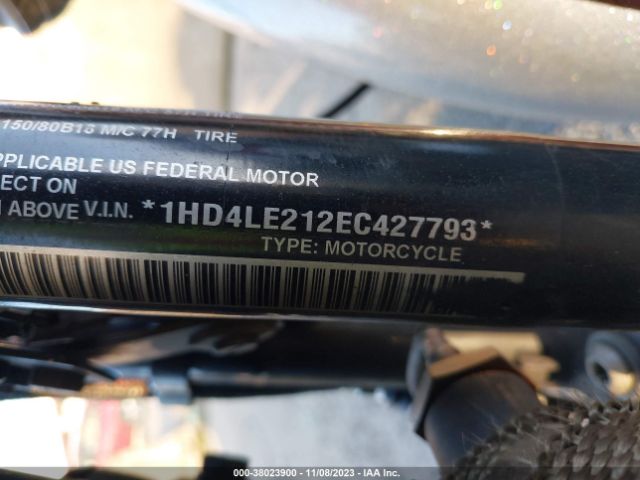 150/80B16 M/C 77H TIRE
PPLICABLE US FEDERAL MOTOR
ECT ON
ABOVE V.I.N. *1HD4LE212EC427793*
TYPE: MOTORCYCLE
000-38023900 - 11/08/2023 - IAA Inc.